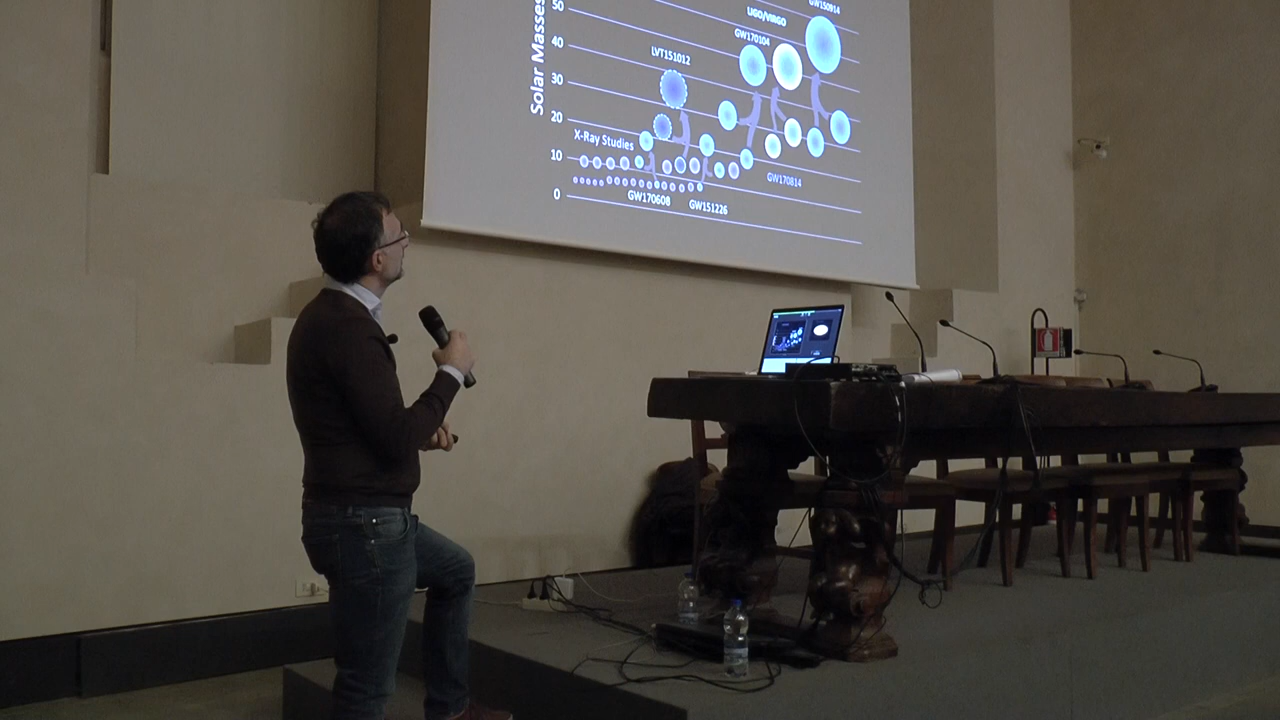 GW150914
LIGO/VIRGO
50
GW170104
40
LVT151012
30
Solar Masses
20
X-Ray Studies
10
GW170814
0
GW170608
GW151226